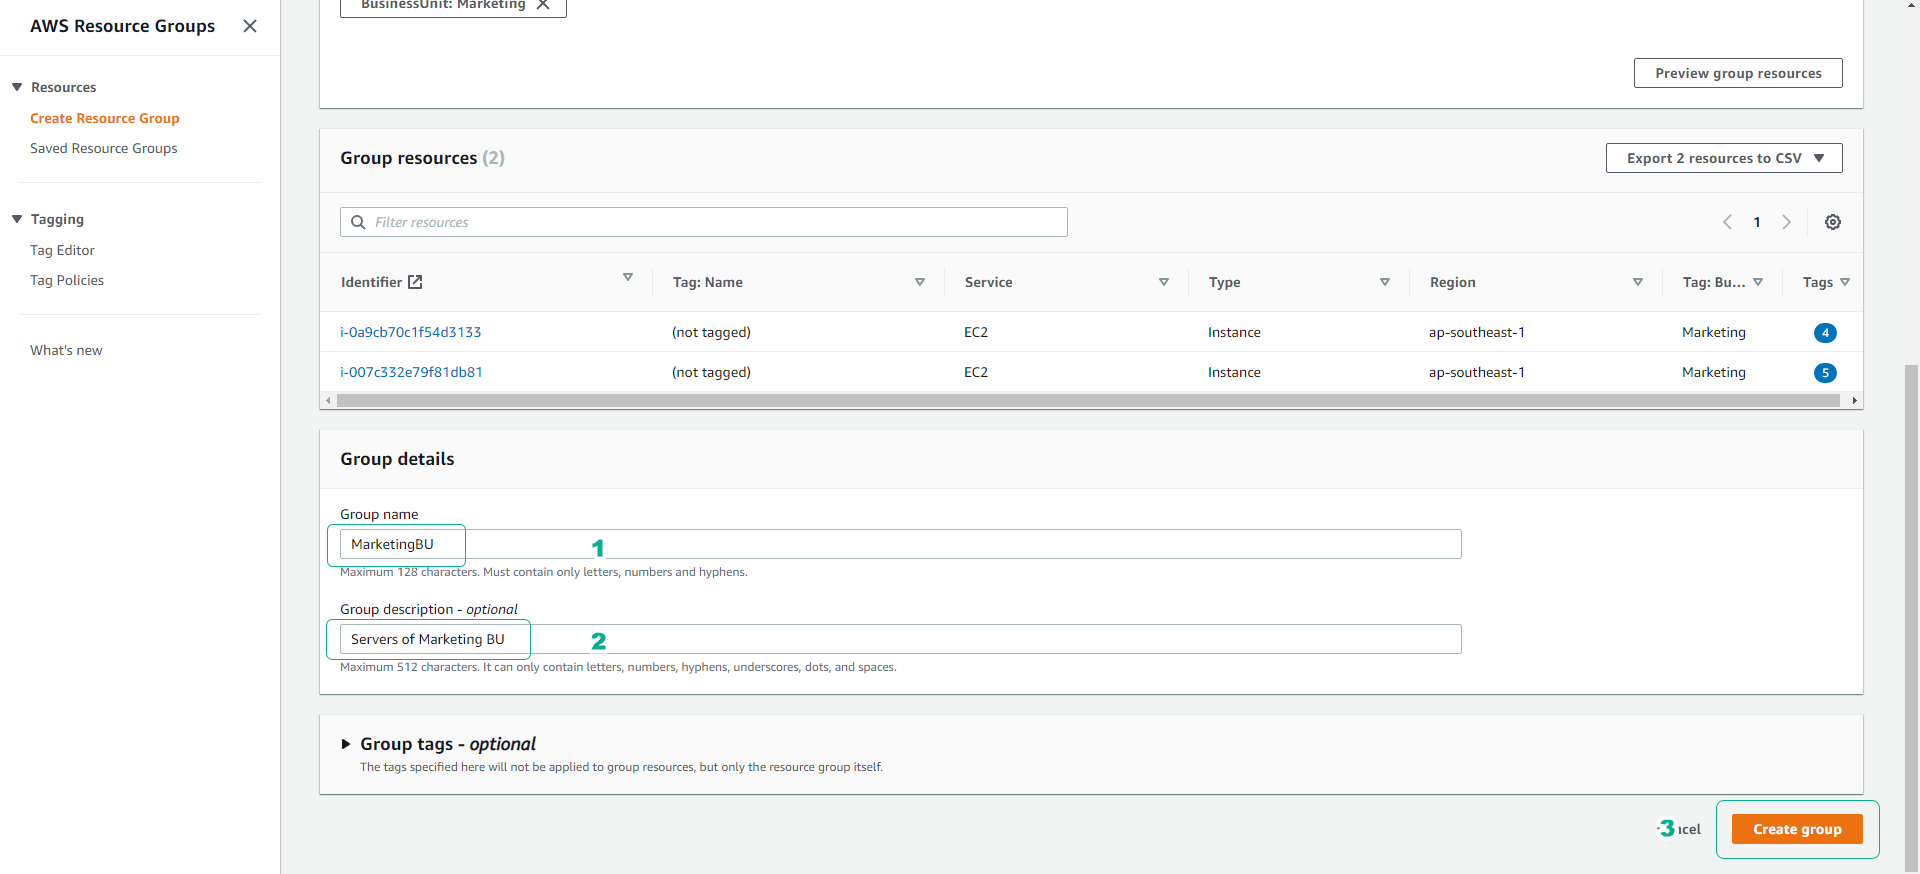 AWS Resource Groups
Resources
Create Resource Group
Saved Resource Groups
Tagging
Tag Editor
Tag Policies
What's new
BusinessUnit: Marketing
Preview group resources
Group resources (2)
Export 2 resources to CSV
Filter resources
1
Identifier Tag: Name Service Type Region Tag: Bu... Tags
i-0a9cb70c1f54d3133 (not tagged) EC2 Instance ap-southeast-1 Marketing 4
i-007c332e79f81db81 (not tagged) EC2 Instance ap-southeast-1 Marketing 5
Group details
Group name
MarketingBU 1
Maximum 128 characters. Must contain only letters, numbers and hyphens.
Group description - optional
Servers of Marketing BU 2
Maximum 512 characters. It can only contain letters, numbers, hyphens, underscores, dots, and spaces.
Group tags - optional
The tags specified here will not be applied to group resources, but only the resource group itself.
3 Create group